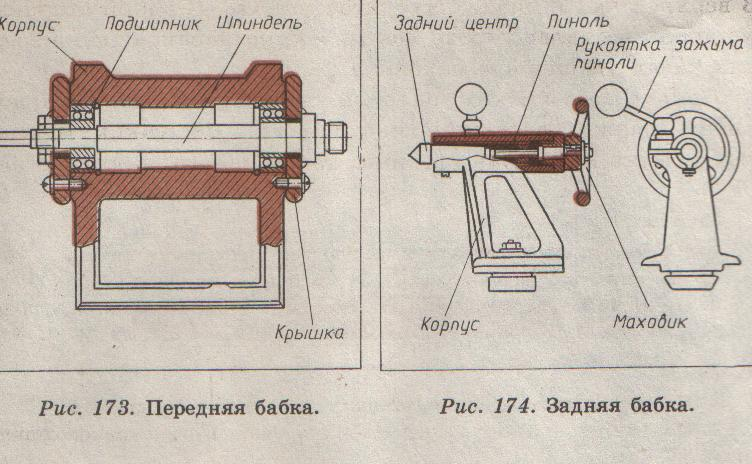 Корпус
Подшипник
Шпиндель
Крышка
Рис. 173. Передняя бабка.
Задний центр
Пиноль
Рукоятка зажима
пиноли
Корпус
Маховик
Рис. 174. Задняя бабка.